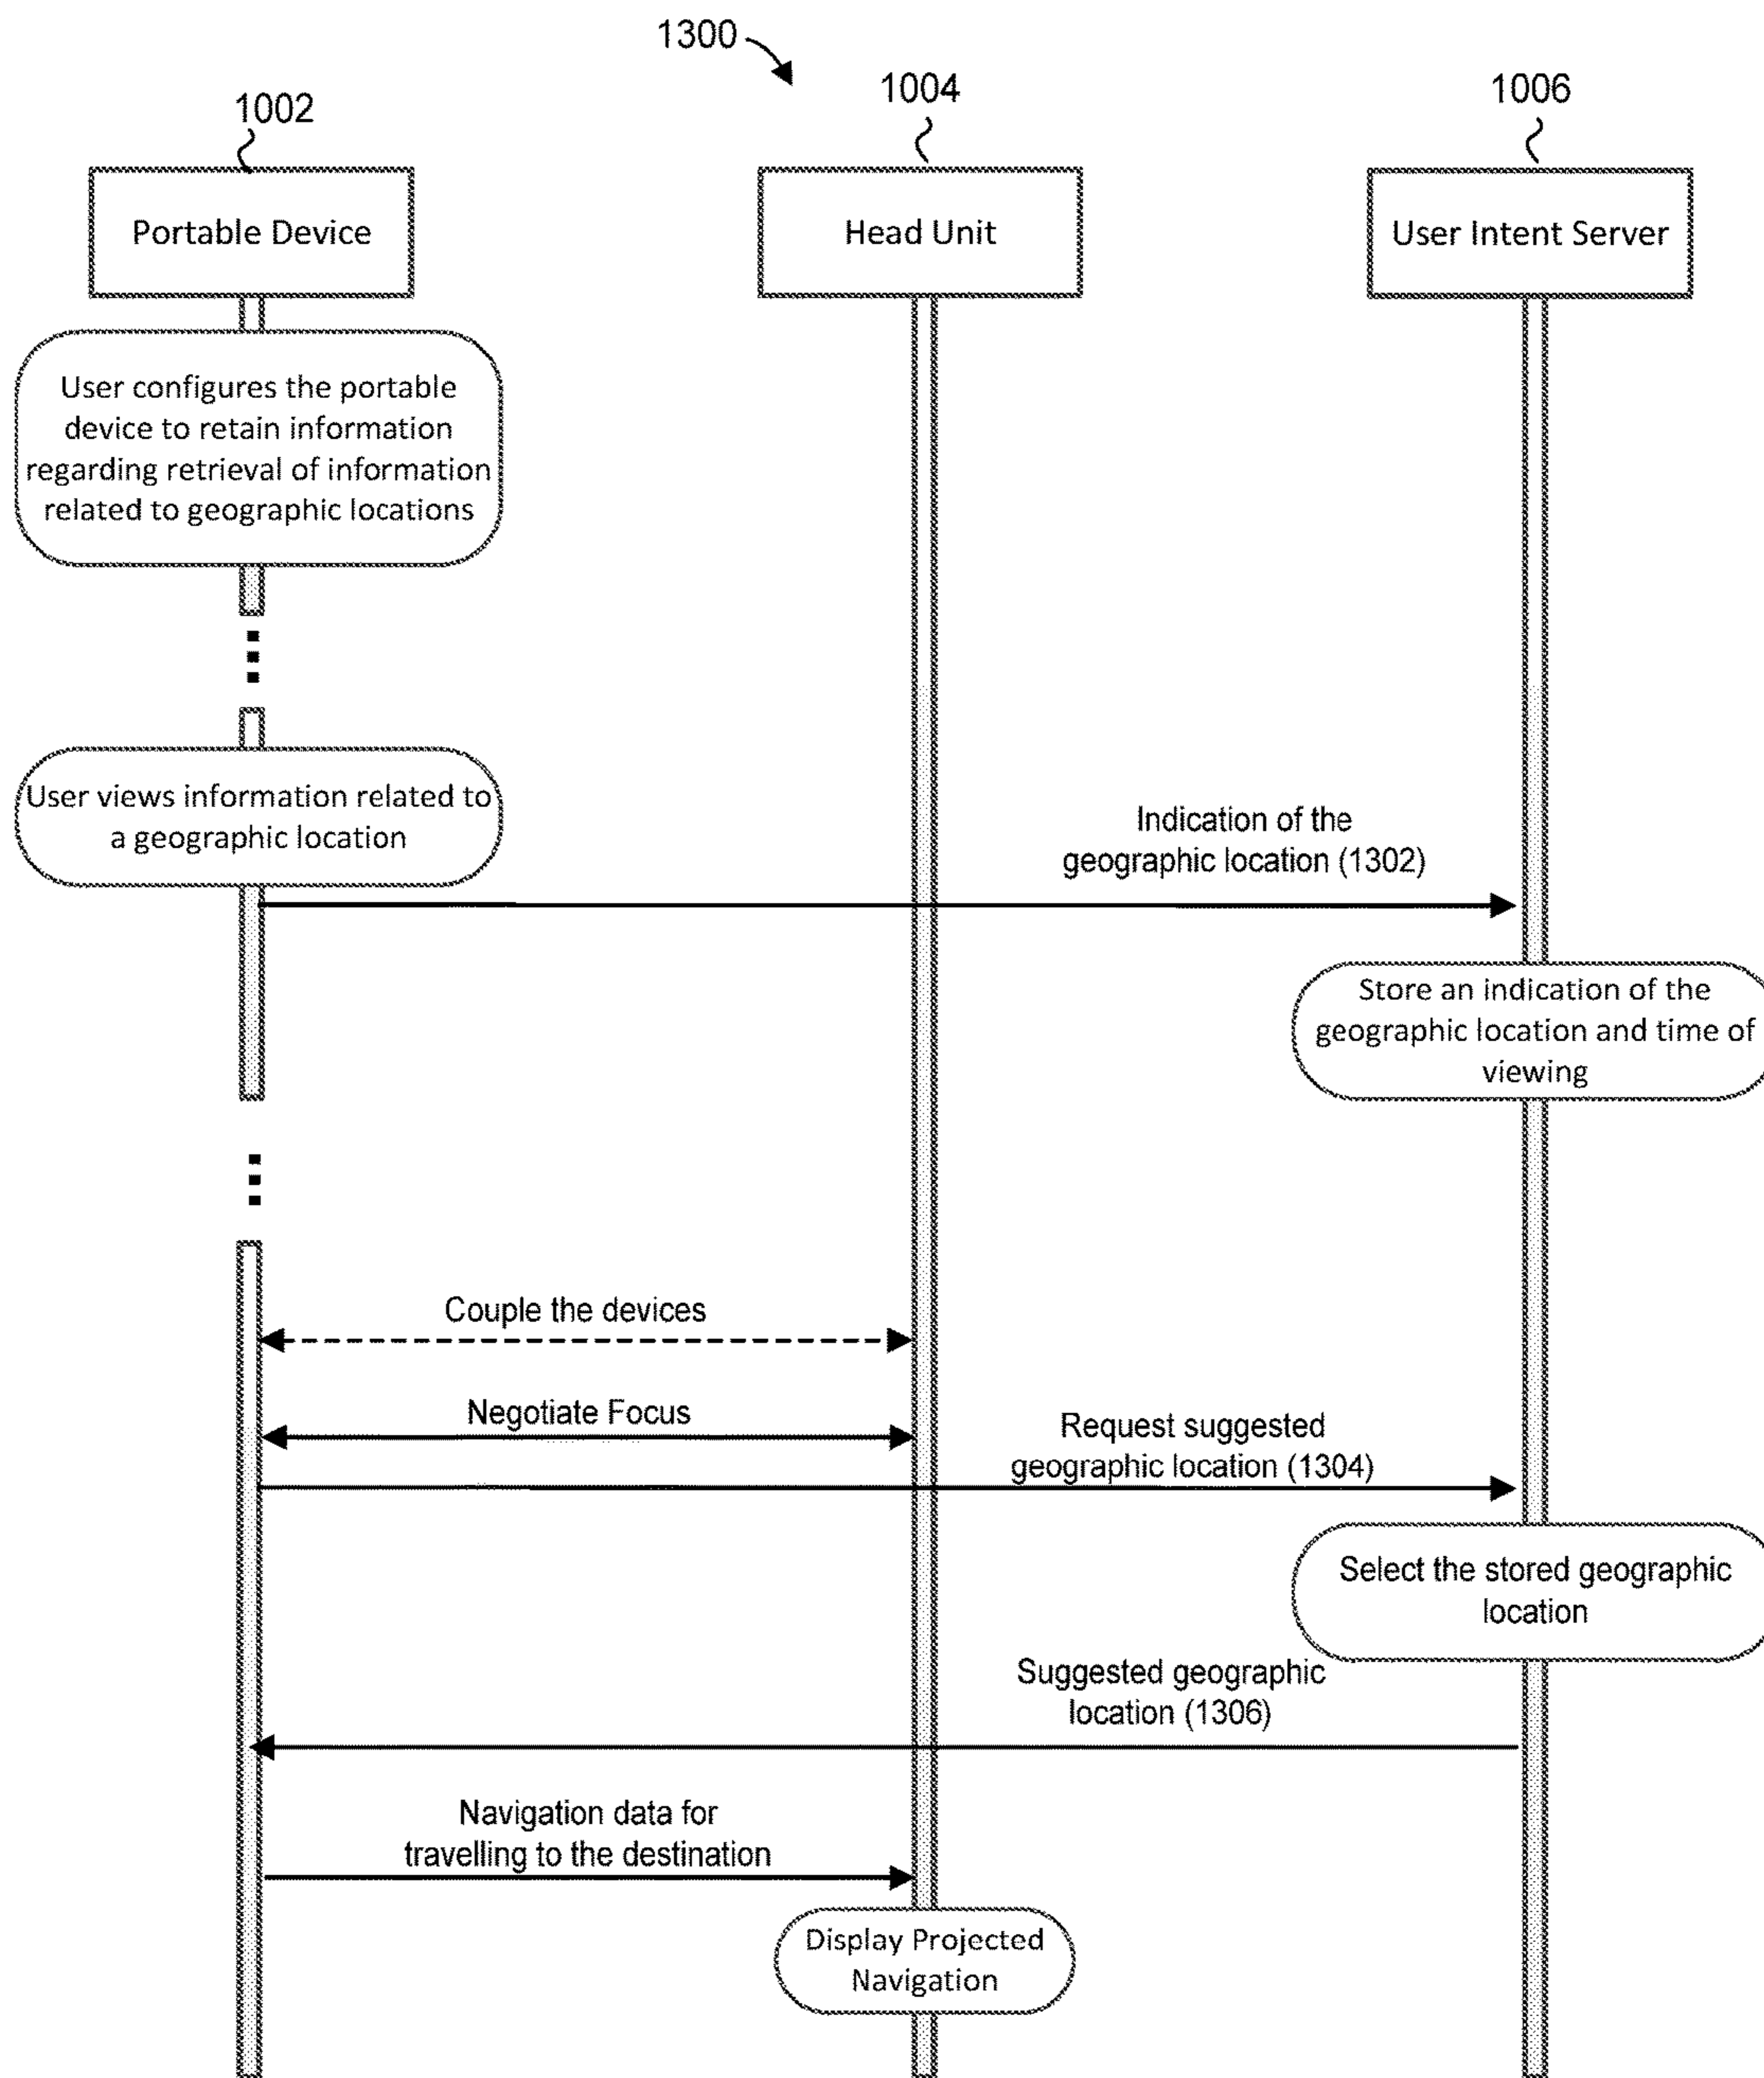 1300
1002
1004
1006
Portable Device
Head Unit
User Intent Server
User configures the portable
device to retain information
regarding retrieval of information
related to geographic locations
User views information related to
a geographic location
Indication of the
geographic location (1302)
Store an indication of the
geographic location and time of
viewing
Couple the devices
Negotiate Focus
Request suggested
geographic location (1304)
Select the stored geographic
location
Suggested geographic
location (1306)
Navigation data for
travelling to the destination
Display Projected
Navigation